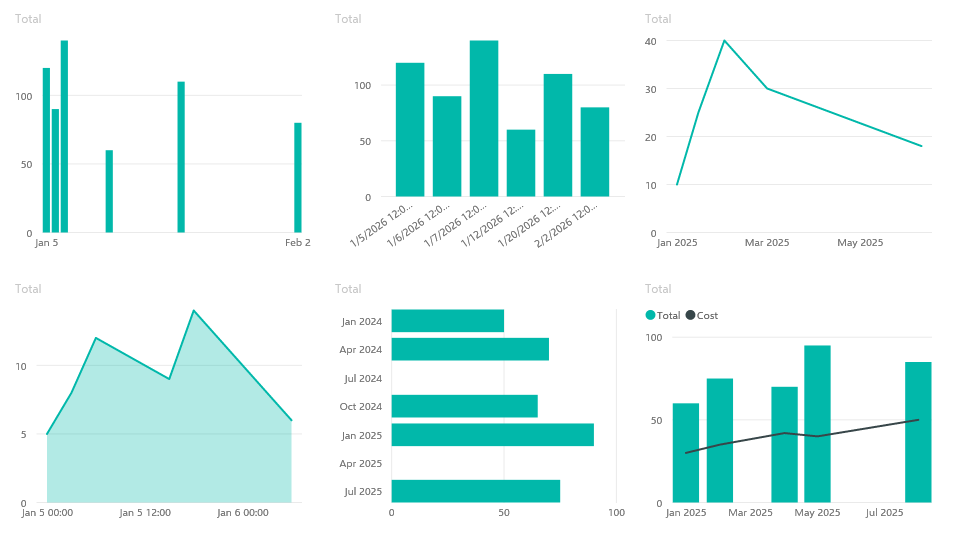 Total
100
50
0
Jan 5
Feb 2
Total
100
50
0
1/5/2026 12:0...
1/6/2026 12:0...
1/7/2026 12:0...
1/12/2026 12:...
1/20/2026 12:...
2/2/2026 12:0...
Total
40
30
20
10
0
Jan 2025
Mar 2025
May 2025
Total
10
5
0
Jan 5 00:00
Jan 5 12:00
Jan 6 00:00
Total
Jan 2024
Apr 2024
Jul 2024
Oct 2024
Jan 2025
Apr 2025
Jul 2025
0
50
100
Total
Total Cost
100
50
0
Jan 2025
Mar 2025
May 2025
Jul 2025